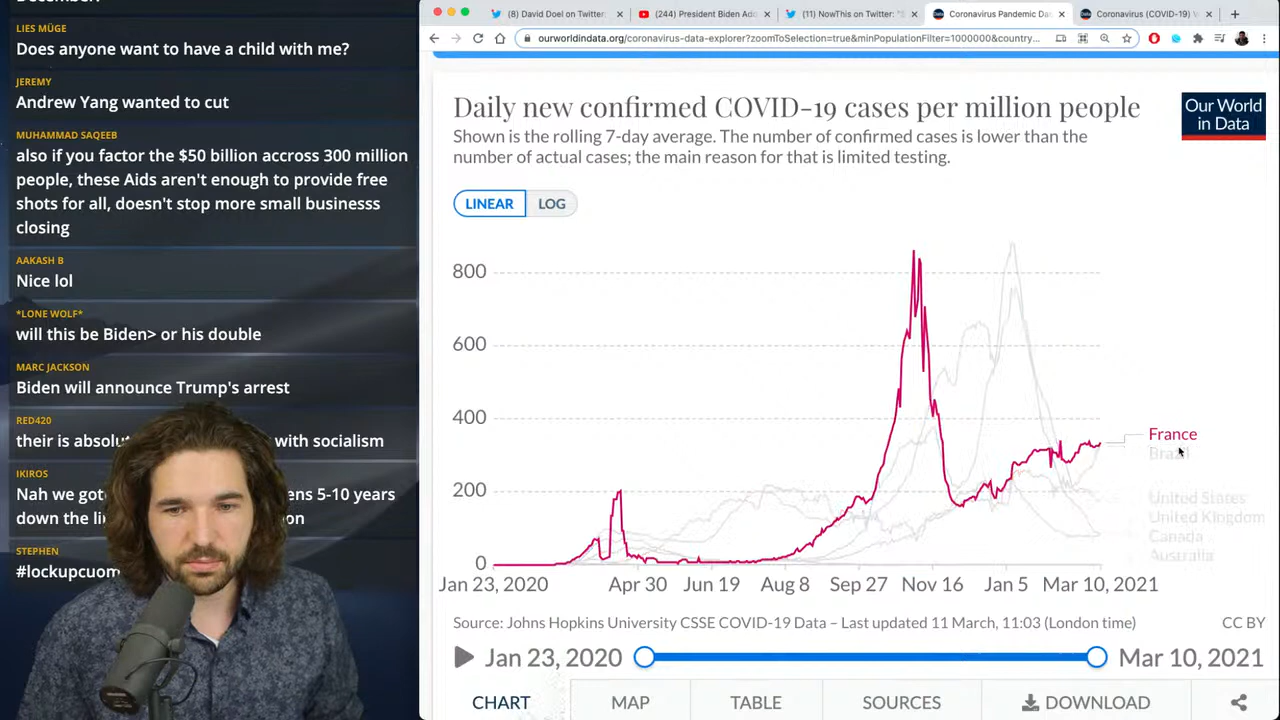 December.
LIES MÜGE
Does anyone want to have a child with me?
JEREMY
Andrew Yang wanted to cut
MUHAMMAD SAQEEB
also if you factor the $50 billion accross 300 million
people, these Aids aren't enough to provide free
shots for all, doesn't stop more small businesss
closing
AAKASH B
Nice lol
*LONE WOLF*
will this be Biden> or his double
MARC JACKSON
Biden will announce Trump's arrest
RED420
their is with socialism
IKIROS
Nah we got 5-10 years
down the
STEPHEN
(8) David Doel on Twitter
(244) President Biden
(11) NowThis on Twitter: "
Coronavirus Pandemic Da
Coronavirus (COVID-19) V
ourworldindata.org/coronavirus-data-explorer?zoomToSelection=true&minPopulationFilter=1000000&country...
Daily new confirmed COVID-19 cases per million people
Shown is the rolling 7-day average. The number of confirmed cases is lower than the
number of actual cases; the main reason for that is limited testing.
Our World
in Data
LINEAR
LOG
800
600
400
200
0
France
Brazil
United States
United Kingdom
Canada
Australia
Jan 23, 2020 Apr 30 Jun 19 Aug 8 Sep 27 Nov 16 Jan 5 Mar 10, 2021
Source: Johns Hopkins University CSSE COVID-19 Data – Last updated 11 March, 11:03 (London time)
CC BY
Jan 23, 2020
Mar 10, 2021
CHART
MAP
TABLE
SOURCES
DOWNLOAD